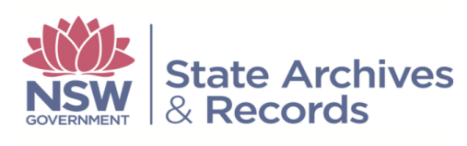 NSW
GOVERNMENT
State Archives
& Records